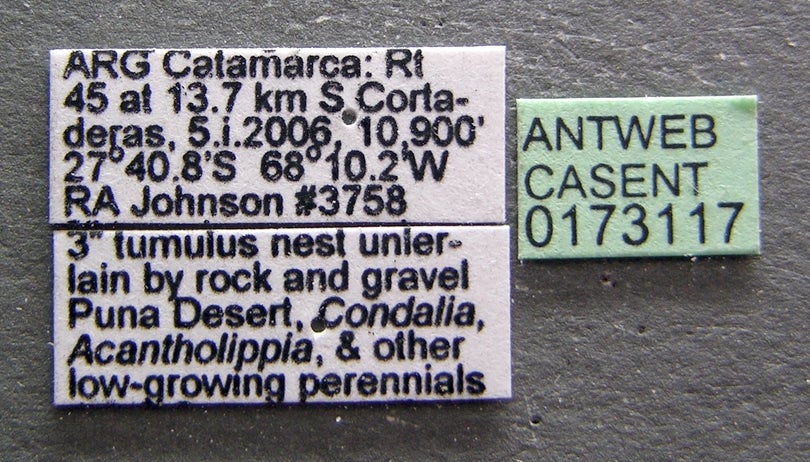 ARG Catamarca: Rt
45 at 13.7 km S Corta-
deras, 5.i.2006, 10,900'
27°40.8'S 68°10.2'W
RA Johnson #3758
3" tumulus nest unier-
lain by rock and gravel
Puna Desert, Condalia,
Acantholippia, & other
low-growing perennials
ANTWEB
CASENT
0173117